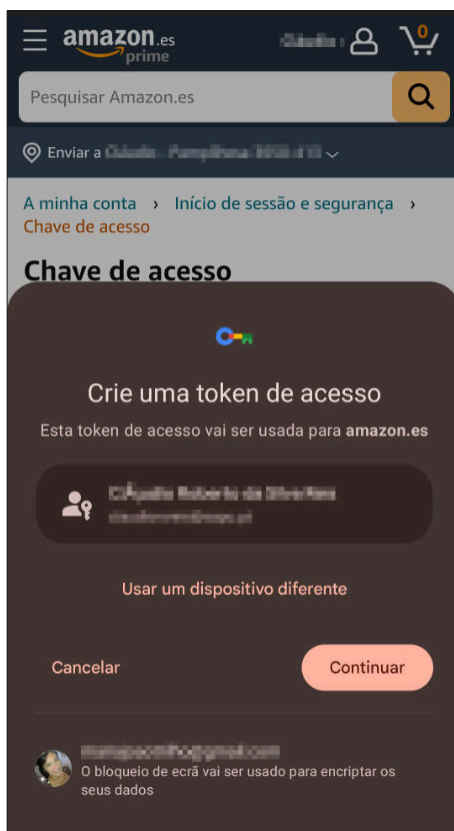 amazon.es
prime
0
Pesquisar Amazon.es
Enviar a
A minha conta › Início de sessão e segurança ›
Chave de acesso
Chave de acesso
Crie uma token de acesso
Esta token de acesso vai ser usada para amazon.es
Usar um dispositivo diferente
Cancelar
Continuar
O bloqueio de ecrã vai ser usado para encriptar os
seus dados